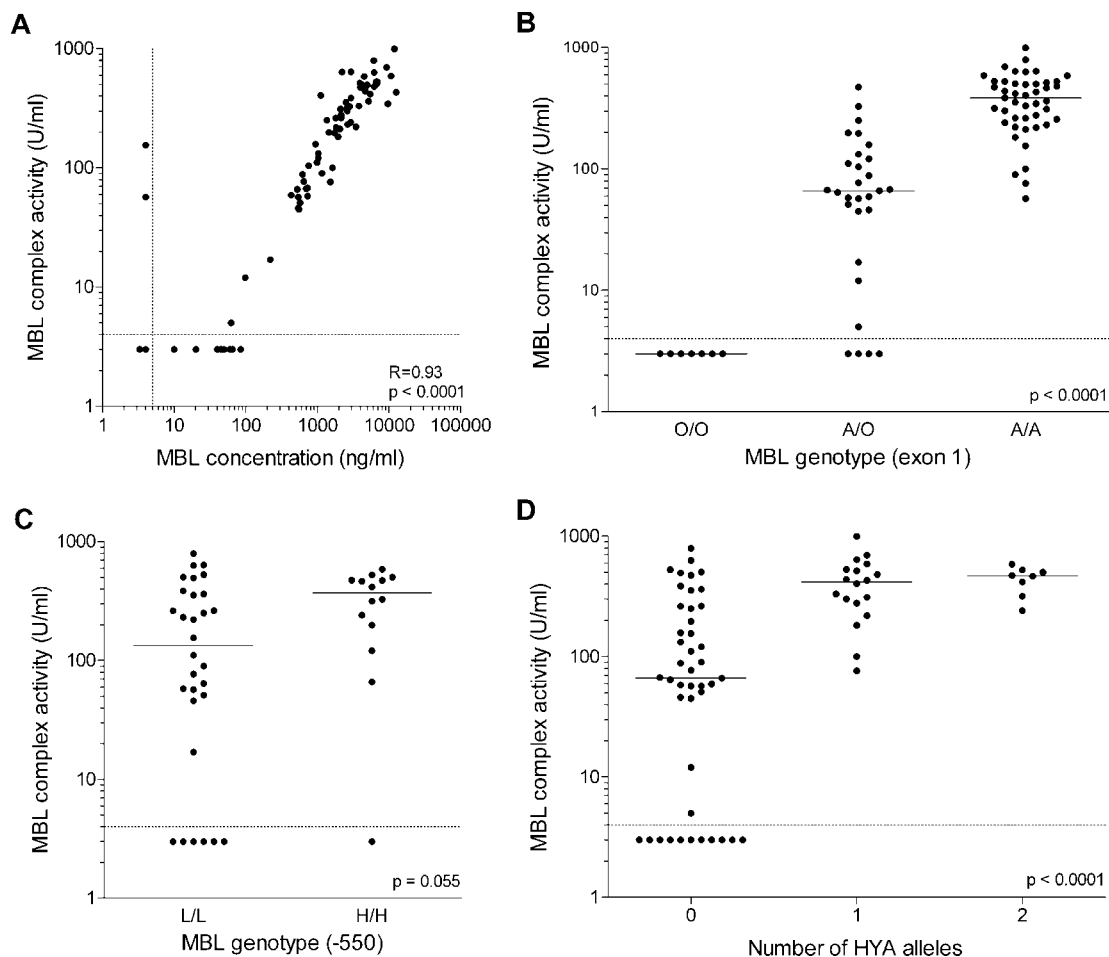 A
MBL complex activity (U/ml)
1000
100
10
1
R=0.93
p < 0.0001
1 10 100 1000 10000 100000
MBL concentration (ng/ml)
B
MBL complex activity (U/ml)
1000
100
10
1
p < 0.0001
O/O A/O A/A
MBL genotype (exon 1)
C
MBL complex activity (U/ml)
1000
100
10
1
p = 0.055
L/L H/H
MBL genotype (-550)
D
MBL complex activity (U/ml)
1000
100
10
1
p < 0.0001
0 1 2
Number of HYA alleles